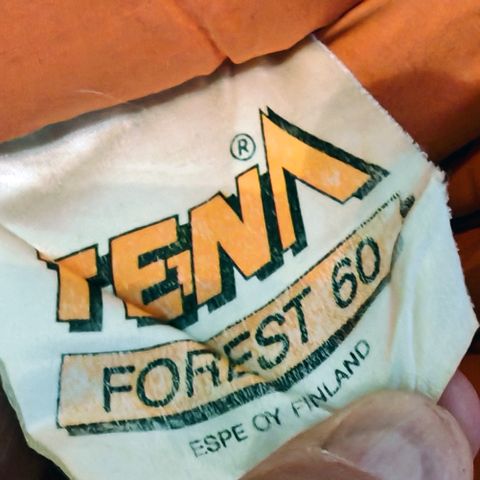 TENA®
FOREST 60
ESPE OY FINLAND